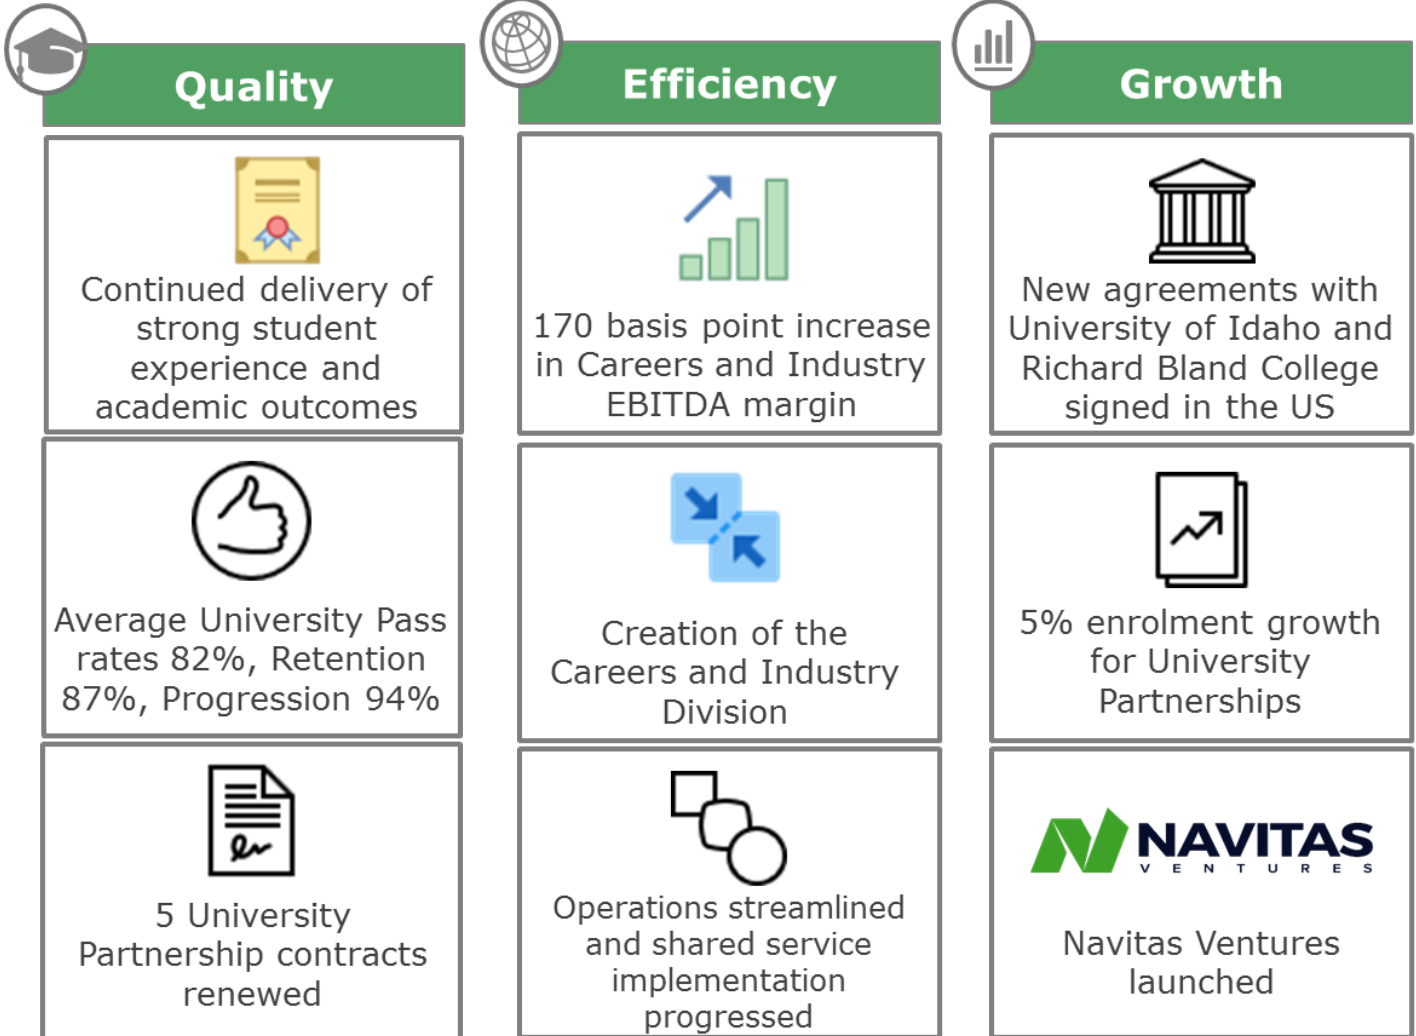 Quality
Continued delivery of
strong student
experience and
academic outcomes
Average University Pass
rates 82%, Retention
87%, Progression 94%
5 University
Partnership contracts
renewed
Efficiency
170 basis point increase
in Careers and Industry
EBITDA margin
Creation of the
Careers and Industry
Division
Operations streamlined
and shared service
implementation
progressed
Growth
New agreements with
University of Idaho and
Richard Bland College
signed in the US
5% enrolment growth
for University
Partnerships
NAVITAS
VENTURES
Navitas Ventures
launched